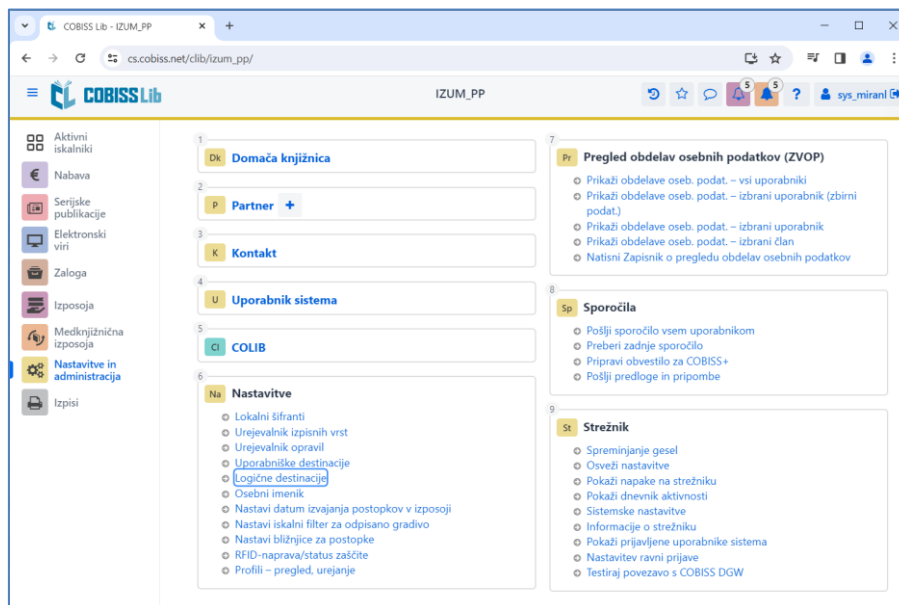 COBISS Lib - IZUM_PP
cs.cobiss.net/clib/izum_pp/
COBISS Lib
IZUM_PP
5
5
?
sys_miranl
Aktivni
iskalniki
€
Nabava
Serijske
publikacije
Elektronski
viri
Zaloga
Izposoja
Medknjižnična
izposoja
Nastavitve in
administracija
Izpisi
1
Dk Domača knjižnica
2
P Partner +
3
K Kontakt
4
U Uporabnik sistema
5
Cl COLIB
6
Na Nastavitve
Lokalni šifranti
Urejevalnik izpisnih vrst
Urejevalnik opravil
Uporabniške destinacije
Logične destinacije
Osebni imenik
Nastavi datum izvajanja postopkov v izposoji
Nastavi iskalni filter za odpisano gradivo
Nastavi bližnjice za postopke
RFID-naprava/status zaščite
Profili – pregled, urejanje
7
Pr Pregled obdelav osebnih podatkov (ZVOP)
Prikaži obdelave oseb. podat. – vsi uporabniki
Prikaži obdelave oseb. podat. – izbrani uporabnik (zbirni
podat.)
Prikaži obdelave oseb. podat. – izbrani uporabnik
Prikaži obdelave oseb. podat. – izbrani član
Natisni Zapisnik o pregledu obdelav osebnih podatkov
8
Sp Sporočila
Pošlji sporočilo vsem uporabnikom
Preberi zadnje sporočilo
Pripravi obvestilo za COBISS+
Pošlji predloge in pripombe
9
St Strežnik
Spreminjanje gesel
Osveži nastavitve
Pokaži napake na strežniku
Pokaži dnevnik aktivnosti
Sistemske nastavitve
Informacije o strežniku
Pokaži prijavljene uporabnike sistema
Nastavitev ravni prijave
Testiraj povezavo s COBISS DGW